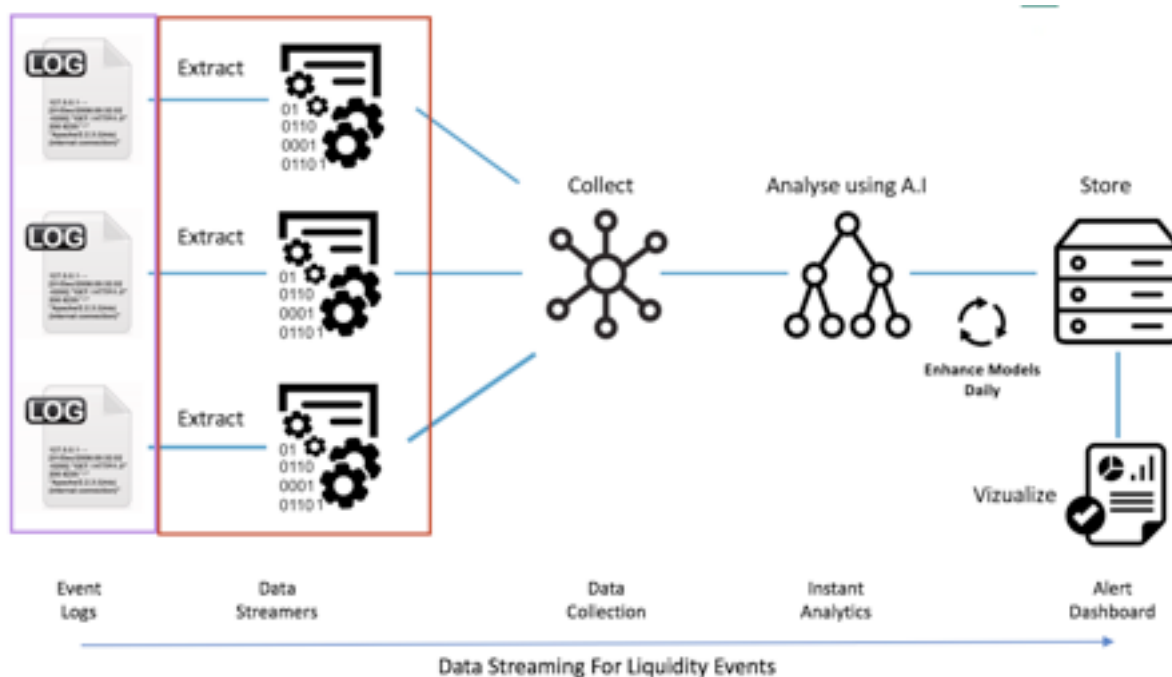 LOG
Extract
01
0110
0001
01101
LOG
Extract
01
0110
0001
01101
LOG
Extract
01
0110
0001
01101
Collect
Analyse using A.I
Store
Enhance Models
Daily
Vizualize
Event
Logs
Data
Streamers
Data
Collection
Instant
Analytics
Alert
Dashboard
Data Streaming For Liquidity Events